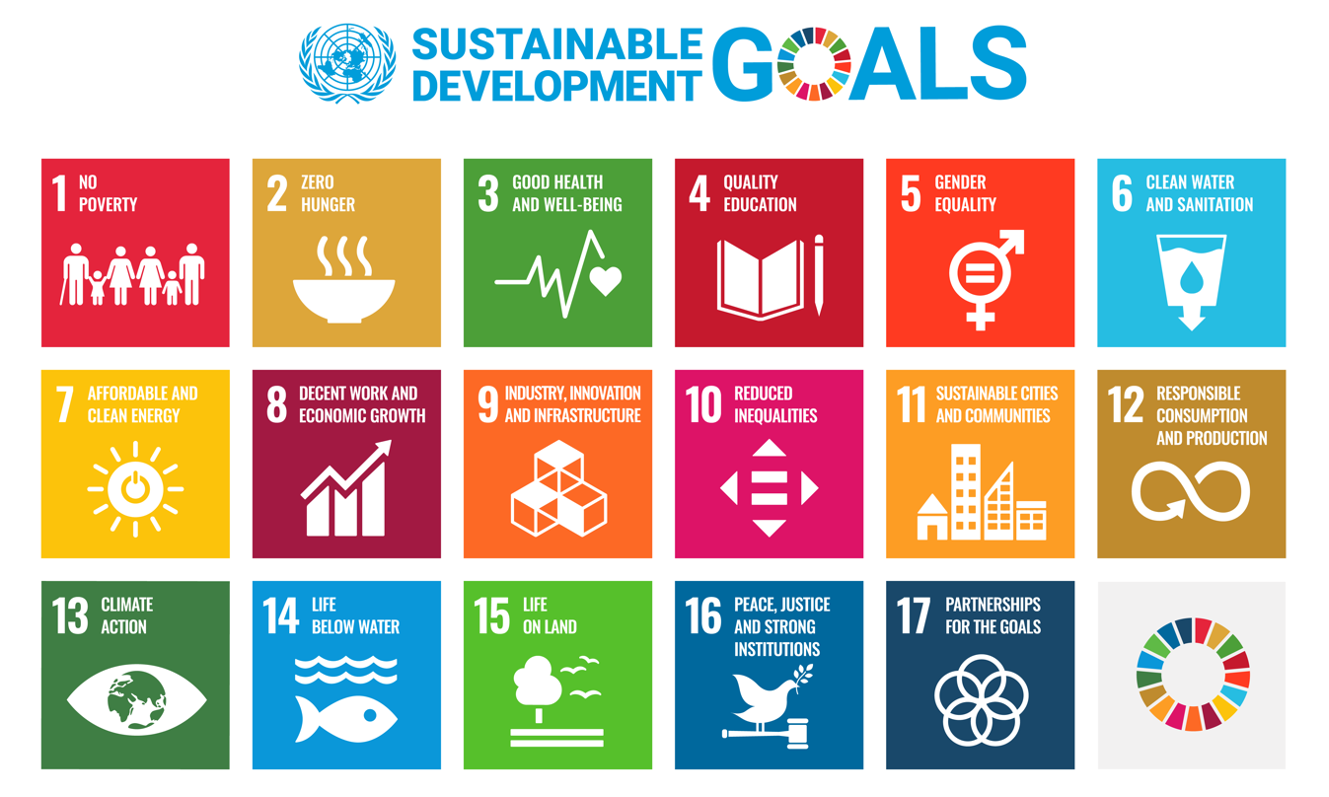 SUSTAINABLE
DEVELOPMENT
GOALS
1 NO
POVERTY
2 ZERO
HUNGER
3 GOOD HEALTH
AND WELL-BEING
4 QUALITY
EDUCATION
5 GENDER
EQUALITY
6 CLEAN WATER
AND SANITATION
7 AFFORDABLE AND
CLEAN ENERGY
8 DECENT WORK AND
ECONOMIC GROWTH
9 INDUSTRY, INNOVATION
AND INFRASTRUCTURE
10 REDUCED
INEQUALITIES
11 SUSTAINABLE CITIES
AND COMMUNITIES
12 RESPONSIBLE
CONSUMPTION
AND PRODUCTION
13 CLIMATE
ACTION
14 LIFE
BELOW WATER
15 LIFE
ON LAND
16 PEACE, JUSTICE
AND STRONG
INSTITUTIONS
17 PARTNERSHIPS
FOR THE GOALS